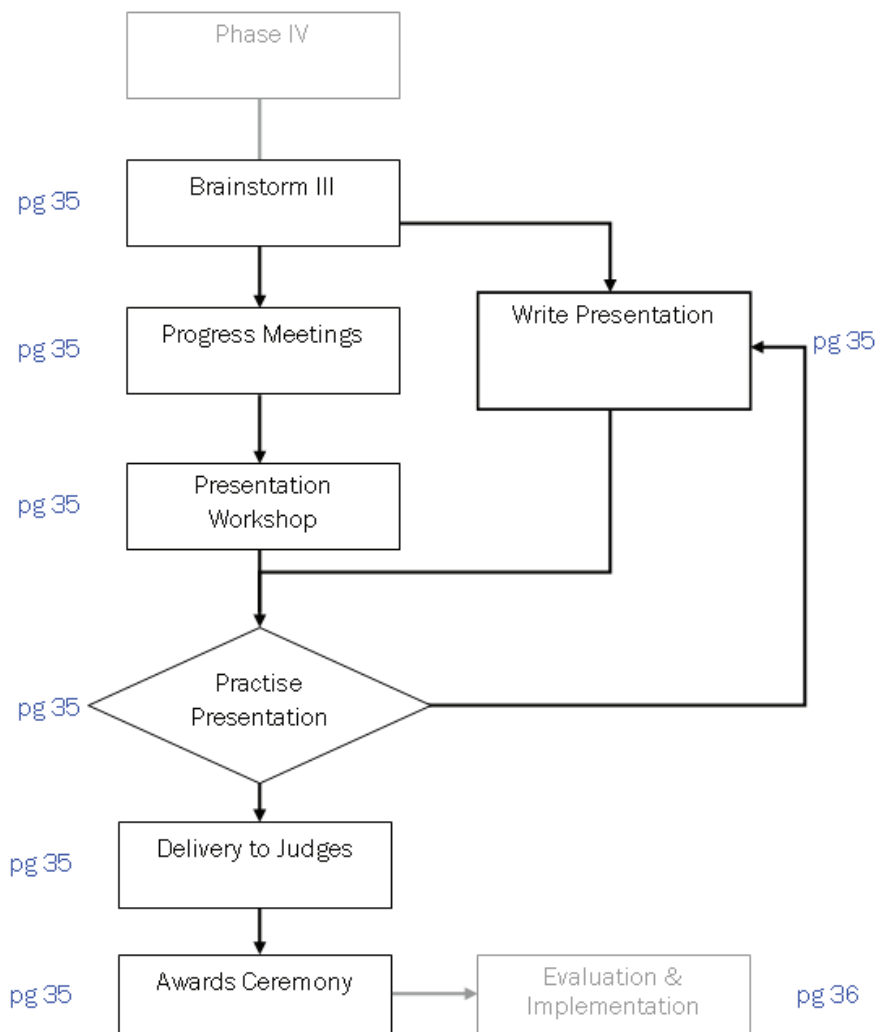 Phase IV
pg 35
Brainstorm III
pg 35
Progress Meetings
Write Presentation
pg 35
pg 35
Presentation
Workshop
pg 35
Practise
Presentation
pg 35
Delivery to Judges
pg 35
Awards Ceremony
Evaluation &
Implementation
pg 36